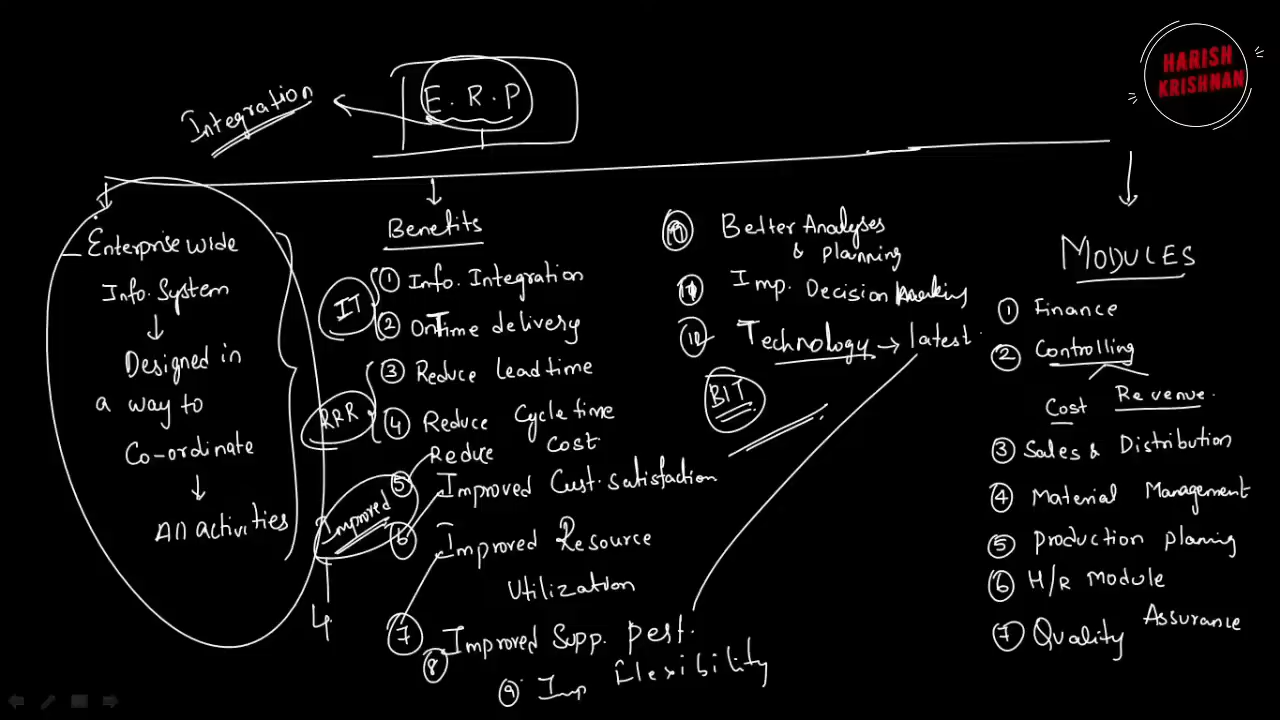 HARISH
KRISHNAN
E. R. P
Integration
Enterprise wide
Info. System
Designed in
a way to
Co-ordinate
All activities
Benefits
IT
① Info. Integration
② OnTime delivery
RRR
③ Reduce Lead time
④ Reduce Cycle time
⑤ Reduce Cost
Improved
4
⑥ Improved Cust. satisfaction
⑦ Improved Resource
Utilization
⑧ Improved Supp.
⑨ Imp Flexibility
Better Analyses
& planning
Imp. Decision Making
Technology → latest
BIT
MODULES
① Finance
② Controlling
Cost Revenue.
③ Sales & Distribution
④ Material Management
⑤ Production planing
⑥ H/R Module
⑦ Quality Assurance